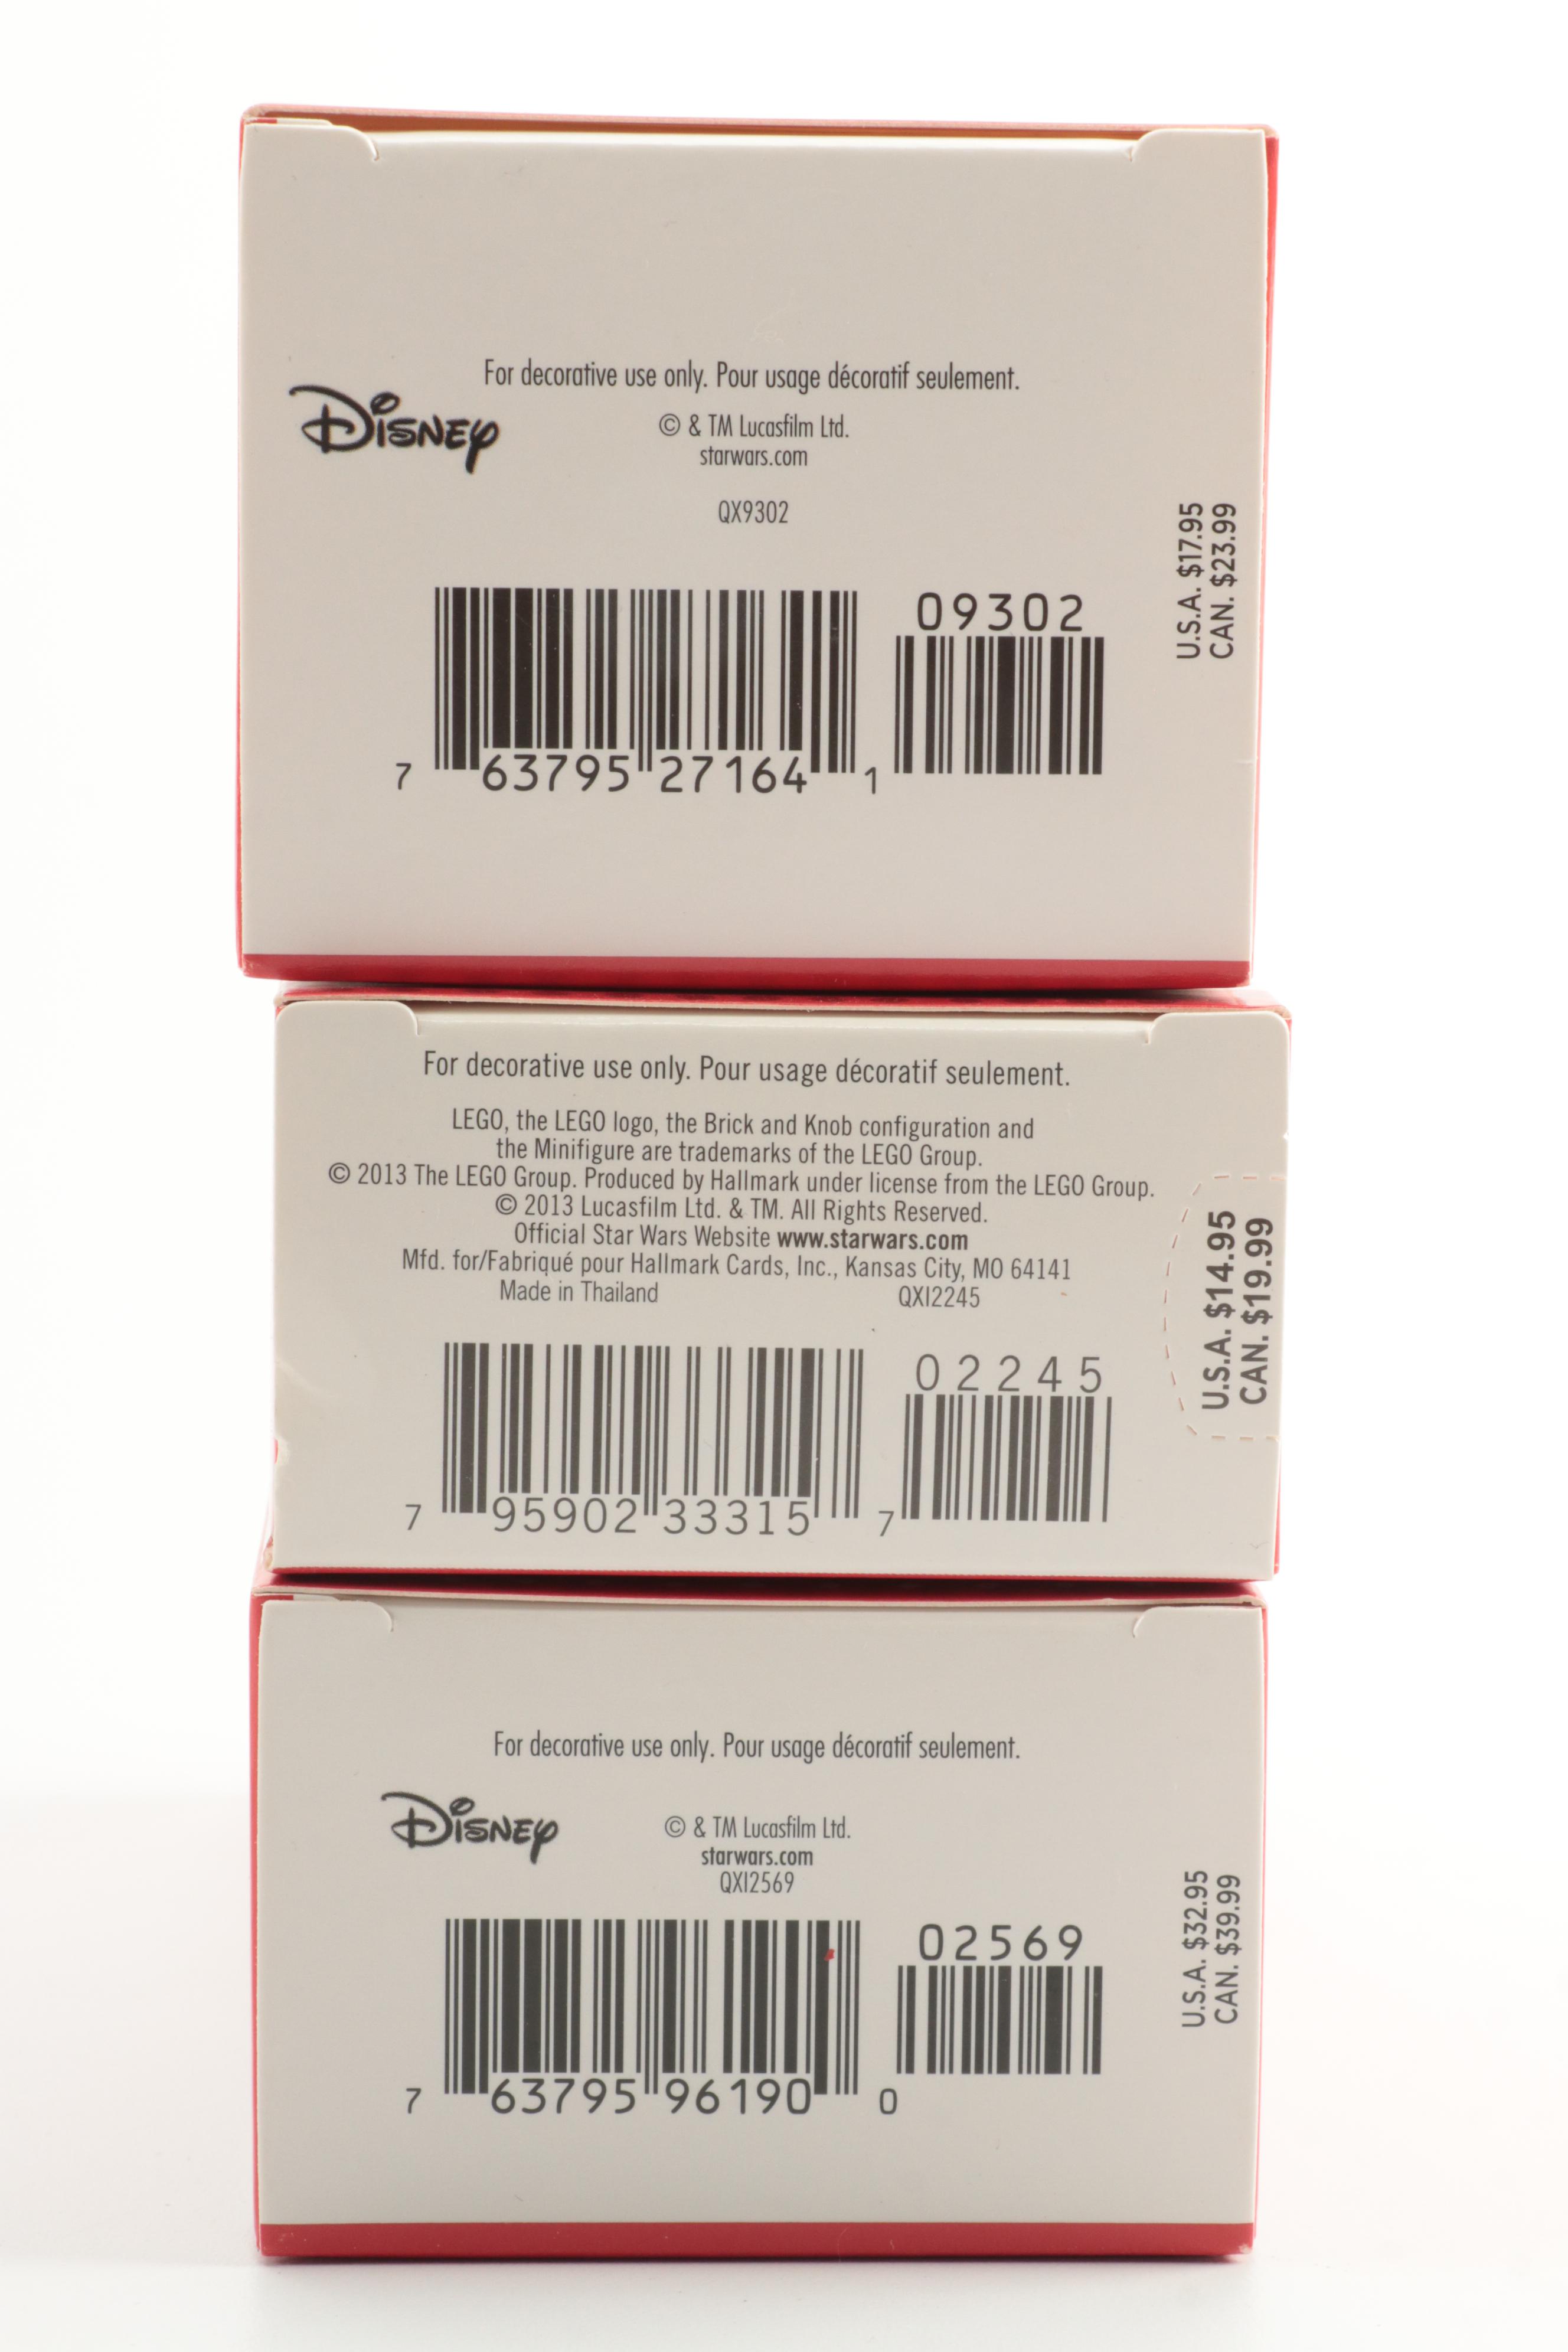 For decorative use only. Pour usage décoratif seulement.
Disney
© & TM Lucasfilm Ltd.
starwars.com
QX9302
U.S.A. $17.95
CAN. $23.99
09302
7 63795 27164 1
For decorative use only. Pour usage décoratif seulement.
LEGO, the LEGO logo, the Brick and Knob configuration and
the Minifigure are trademarks of the LEGO Group.
© 2013 The LEGO Group. Produced by Hallmark under license from the LEGO Group.
© 2013 Lucasfilm Ltd. & TM. All Rights Reserved.
Official Star Wars Website www.starwars.com
Mfd. for/Fabriqué pour Hallmark Cards, Inc., Kansas City, MO 64141
Made in Thailand QXI2245
U.S.A. $14.95
CAN. $19.99
02245
7 95902 33315 7
For decorative use only. Pour usage décoratif seulement.
Disney
© & TM Lucasfilm Ltd.
starwars.com
QXI2569
U.S.A. $32.95
CAN. $39.99
02569
7 63795 96190 0